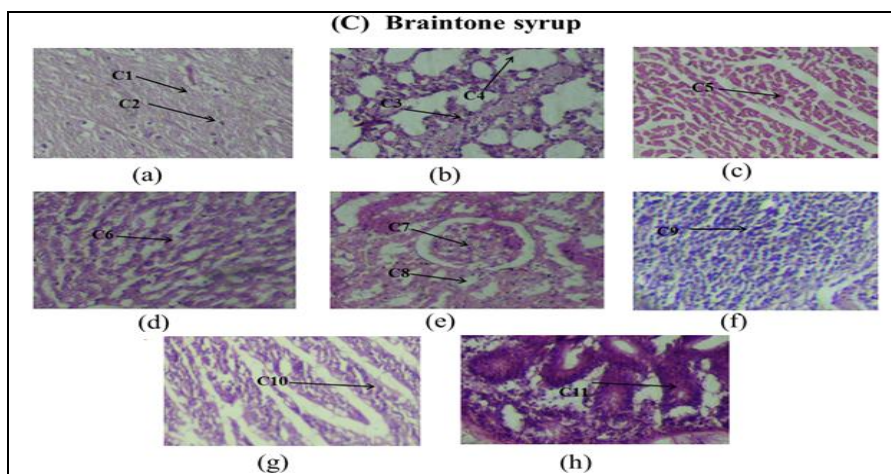 (C) Braintone syrup
C1
C2
(a)
C3
C4
(b)
C5
(c)
C6
(d)
C7
C8
(e)
C9
(f)
C10
(g)
C11
(h)